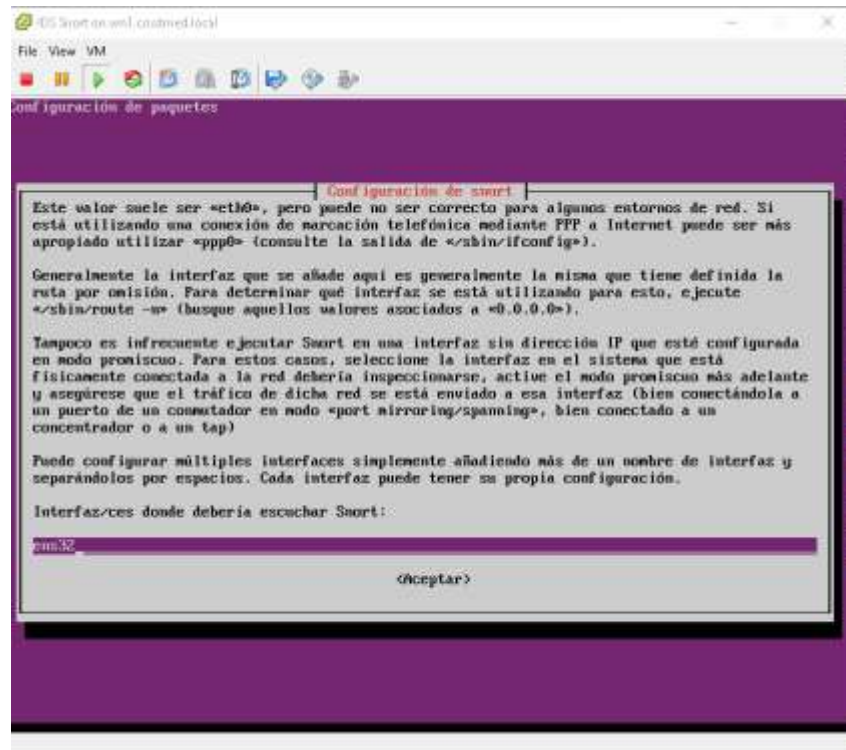 IDS Snort on vm1.coutmed.local
File View VM
Configuración de paquetes
Configuración de snort
Este valor suele ser «eth0», pero puede no ser correcto para algunos entornos de red. Si
está utilizando una conexión de marcación telefónica mediante PPP a Internet puede ser más
apropiado utilizar «ppp0» (consulte la salida de «/sbin/ifconfig»).
Generalmente la interfaz que se añade aquí es generalmente la misma que tiene definida la
ruta por omisión. Para determinar qué interfaz se está utilizando para esto, ejecute
«/sbin/route -n» (busque aquellos valores asociados a «0.0.0.0»).
Tampoco es infrecuente ejecutar Snort en una interfaz sin dirección IP que esté configurada
en modo promiscuo. Para estos casos, seleccione la interfaz en el sistema que está
físicamente conectada a la red debería inspeccionarse, active el modo promiscuo más adelante
y asegúrese que el tráfico de dicha red se está enviado a esa interfaz (bien conectándola a
un puerto de un conmutador en modo «port mirroring/spanning», bien conectado a un
concentrador o a un tap)
Puede configurar múltiples interfaces simplemente añadiendo más de un nombre de interfaz y
separándolos por espacios. Cada interfaz puede tener su propia configuración.
Interfaz/ces donde debería escuchar Snort:
ens32
<Aceptar>